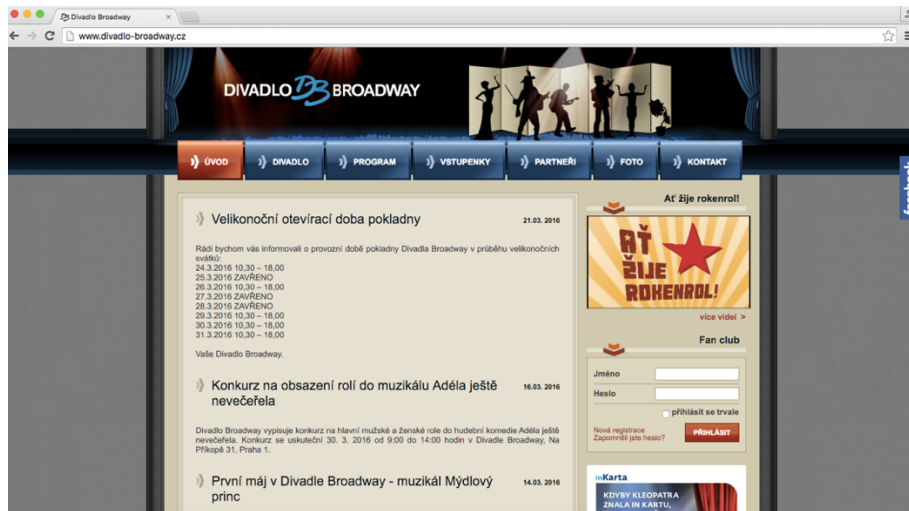 Divadlo Broadway
www.divadlo-broadway.cz
DIVADLO DB BROADWAY
ÚVOD
DIVADLO
PROGRAM
VSTUPENKY
PARTNEŘI
FOTO
KONTAKT
facebook
Velikonoční otevírací doba pokladny
21.03. 2016
Rádi bychom vás informovali o provozní době pokladny Divadla Broadway v průběhu velikonočních
svátků:
24.3.2016 10,30 – 18,00
25.3.2016 ZAVŘENO
26.3.2016 10,30 – 18,00
27.3.2016 ZAVŘENO
28.3.2016 ZAVŘENO
29.3.2016 10,30 – 18,00
30.3.2016 10,30 – 18,00
31.3.2016 10,30 – 18,00
Vaše Divadlo Broadway.
Konkurz na obsazení rolí do muzikálu Adéla ještě
nevečeřela
16.03. 2016
Divadlo Broadway vypisuje konkurz na hlavní mužské a ženské role do hudební komedie Adéla ještě
nevečeřela. Konkurz se uskuteční 30. 3. 2016 od 9:00 do 14:00 hodin v Divadle Broadway, Na
Příkopě 31, Praha 1.
První máj v Divadle Broadway - muzikál Mýdlový
princ
14.03. 2016
Ať žije rokenrol!
AŤ
ŽIJE
ROKENROL!
více videí >
Fan club
Jméno
Heslo
přihlásit se trvale
Nová registrace
Zapomněli jste heslo?
PŘIHLÁSIT
InKarta
KDYBY KLEOPATRA
ZNALA IN KARTU,